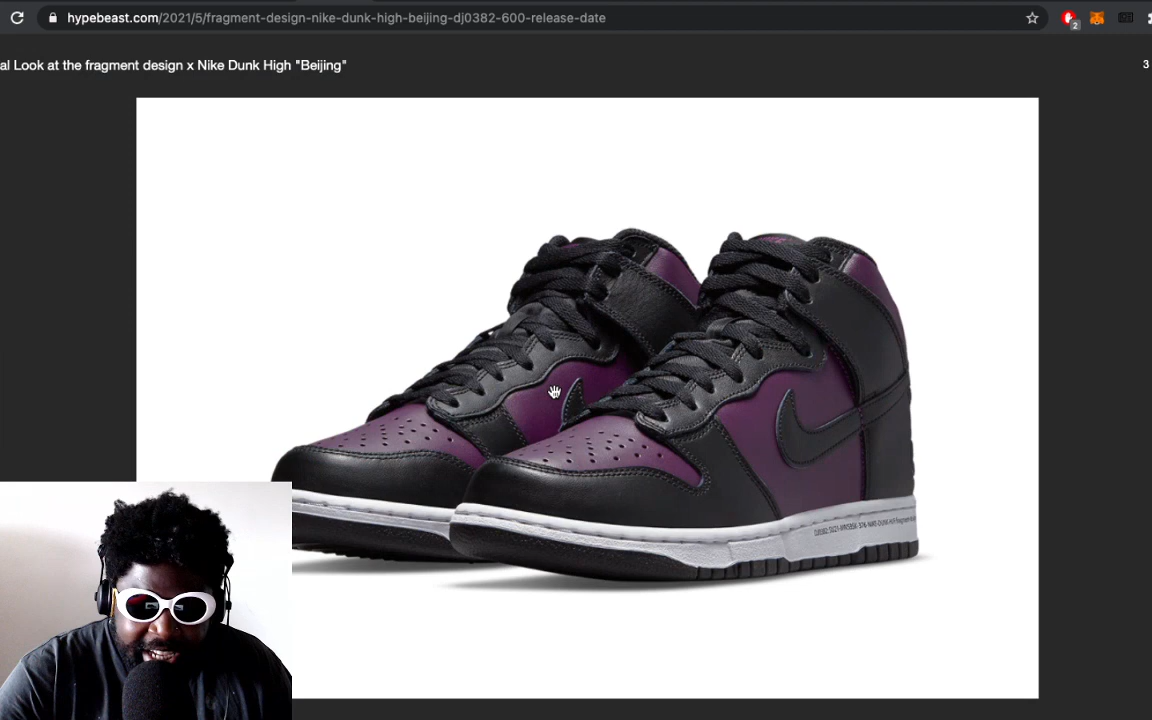 hypebeast.com/2021/5/fragment-design-nike-dunk-high-beijing-dj0382-600-release-date
2
al Look at the fragment design x Nike Dunk High "Beijing"
3